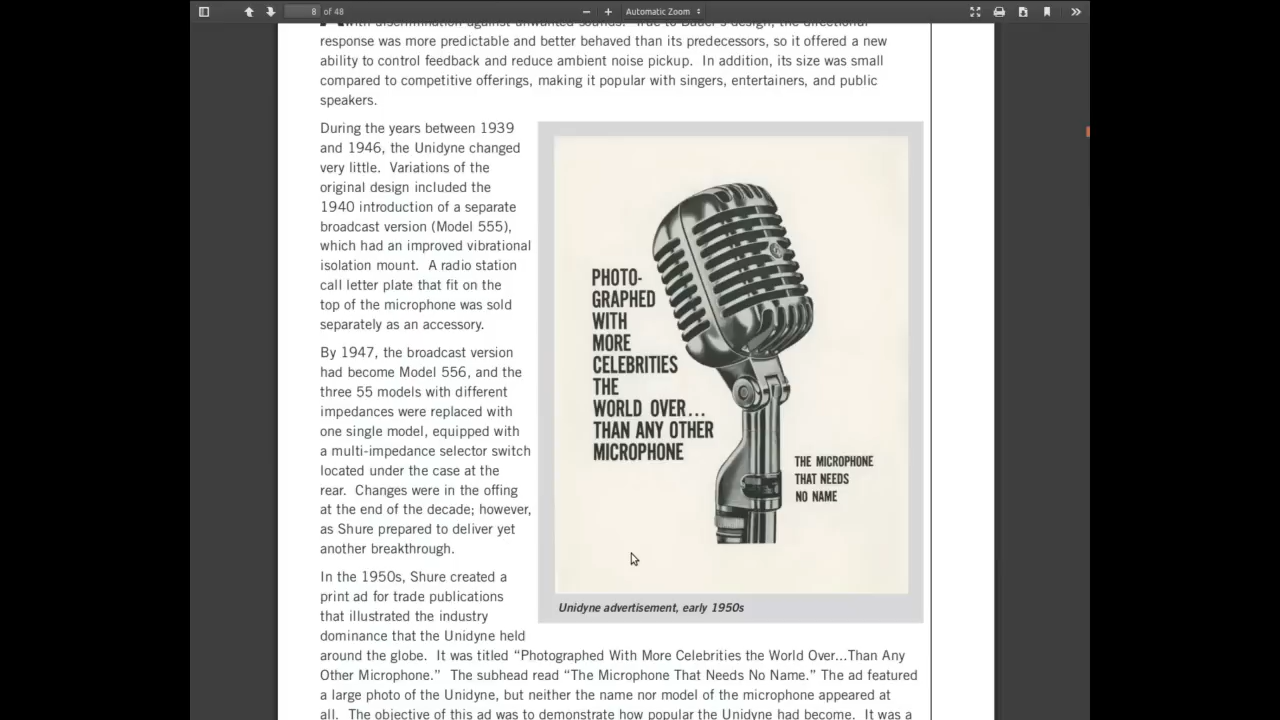 8 of 48
Automatic Zoom
with discrimination against unwanted sounds. True to Bauer's design, the directional
response was more predictable and better behaved than its predecessors, so it offered a new
ability to control feedback and reduce ambient noise pickup. In addition, its size was small
compared to competitive offerings, making it popular with singers, entertainers, and public
speakers.
During the years between 1939
and 1946, the Unidyne changed
very little. Variations of the
original design included the
1940 introduction of a separate
broadcast version (Model 555),
which had an improved vibrational
isolation mount. A radio station
call letter plate that fit on the
top of the microphone was sold
separately as an accessory.
By 1947, the broadcast version
had become Model 556, and the
three 55 models with different
impedances were replaced with
one single model, equipped with
a multi-impedance selector switch
located under the case at the
rear. Changes were in the offing
at the end of the decade; however,
as Shure prepared to deliver yet
another breakthrough.
In the 1950s, Shure created a
print ad for trade publications
that illustrated the industry
dominance that the Unidyne held
around the globe. It was titled “Photographed With More Celebrities the World Over...Than Any
Other Microphone.” The subhead read “The Microphone That Needs No Name.” The ad featured
a large photo of the Unidyne, but neither the name nor model of the microphone appeared at
all. The objective of this ad was to demonstrate how popular the Unidyne had become. It was a
PHOTO-
GRAPHED
WITH
MORE
CELEBRITIES
THE
WORLD OVER...
THAN ANY OTHER
MICROPHONE
THE MICROPHONE
THAT NEEDS
NO NAME
Unidyne advertisement, early 1950s